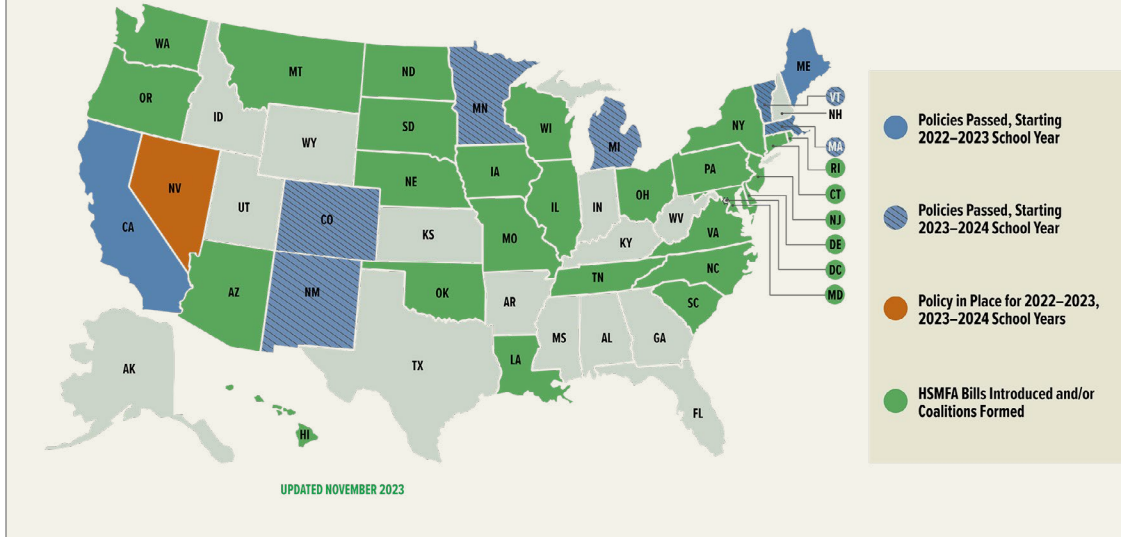 WA
MT
ND
MN
ME
OR
ID
SD
WI
MI
NY
VT
NH
WY
MA
NE
IA
PA
RI
NV
UT
CO
IL
IN
OH
CT
CA
KS
MO
WV
VA
NJ
KY
DE
AZ
NM
OK
TN
NC
DC
AR
SC
MD
MS
AL
GA
TX
LA
AK
FL
HI
Policies Passed, Starting
2022–2023 School Year
Policies Passed, Starting
2023–2024 School Year
Policy in Place for 2022–2023,
2023–2024 School Years
HSMFA Bills Introduced and/or
Coalitions Formed
UPDATED NOVEMBER 2023